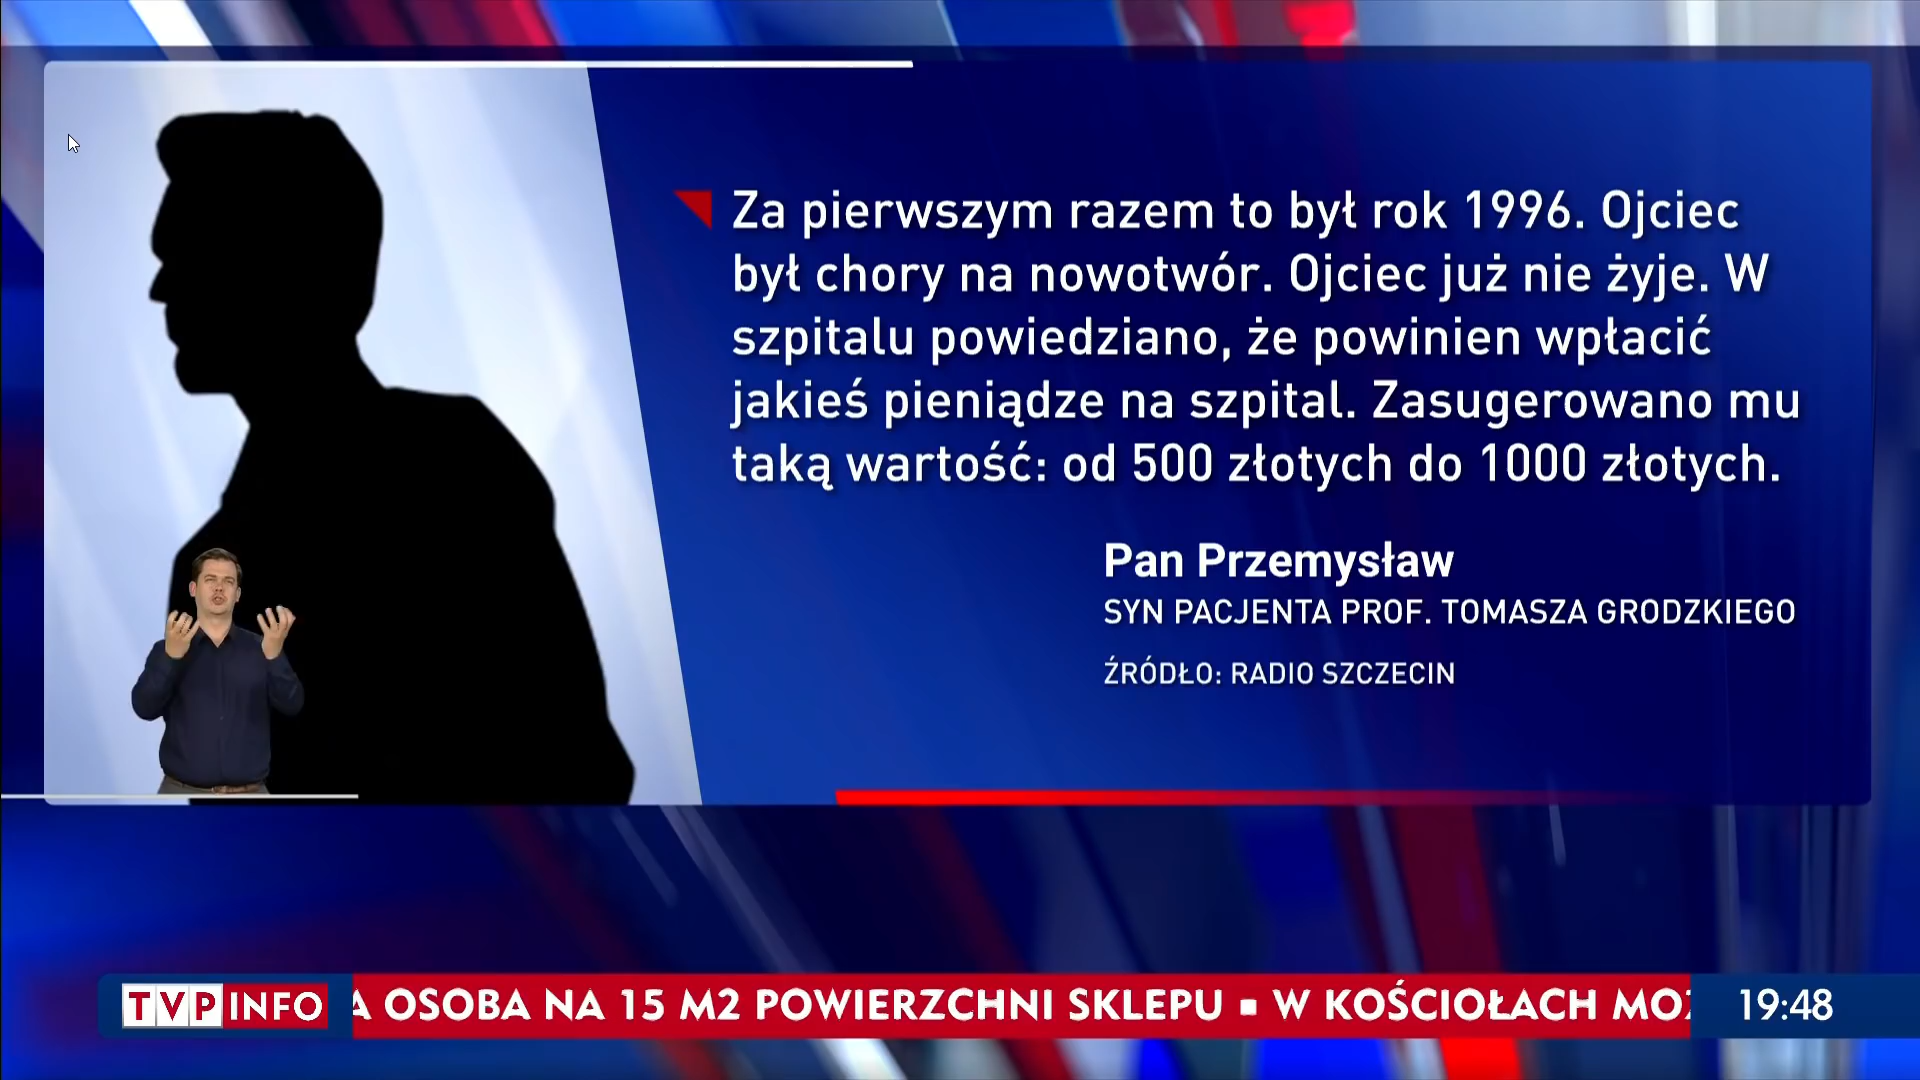 Za pierwszym razem to był rok 1996. Ojciec
był chory na nowotwór. Ojciec już nie żyje. W
szpitalu powiedziano, że powinien wpłacić
jakieś pieniądze na szpital. Zasugerowano mu
taką wartość: od 500 złotych do 1000 złotych.
Pan Przemysław
SYN PACJENTA PROF. TOMASZA GRODZKIEGO
ŹRÓDŁO: RADIO SZCZECIN
TVP INFO A OSOBA NA 15 M2 POWIERZCHNI SKLEPU ▪ W KOŚCIOŁACH 19:48